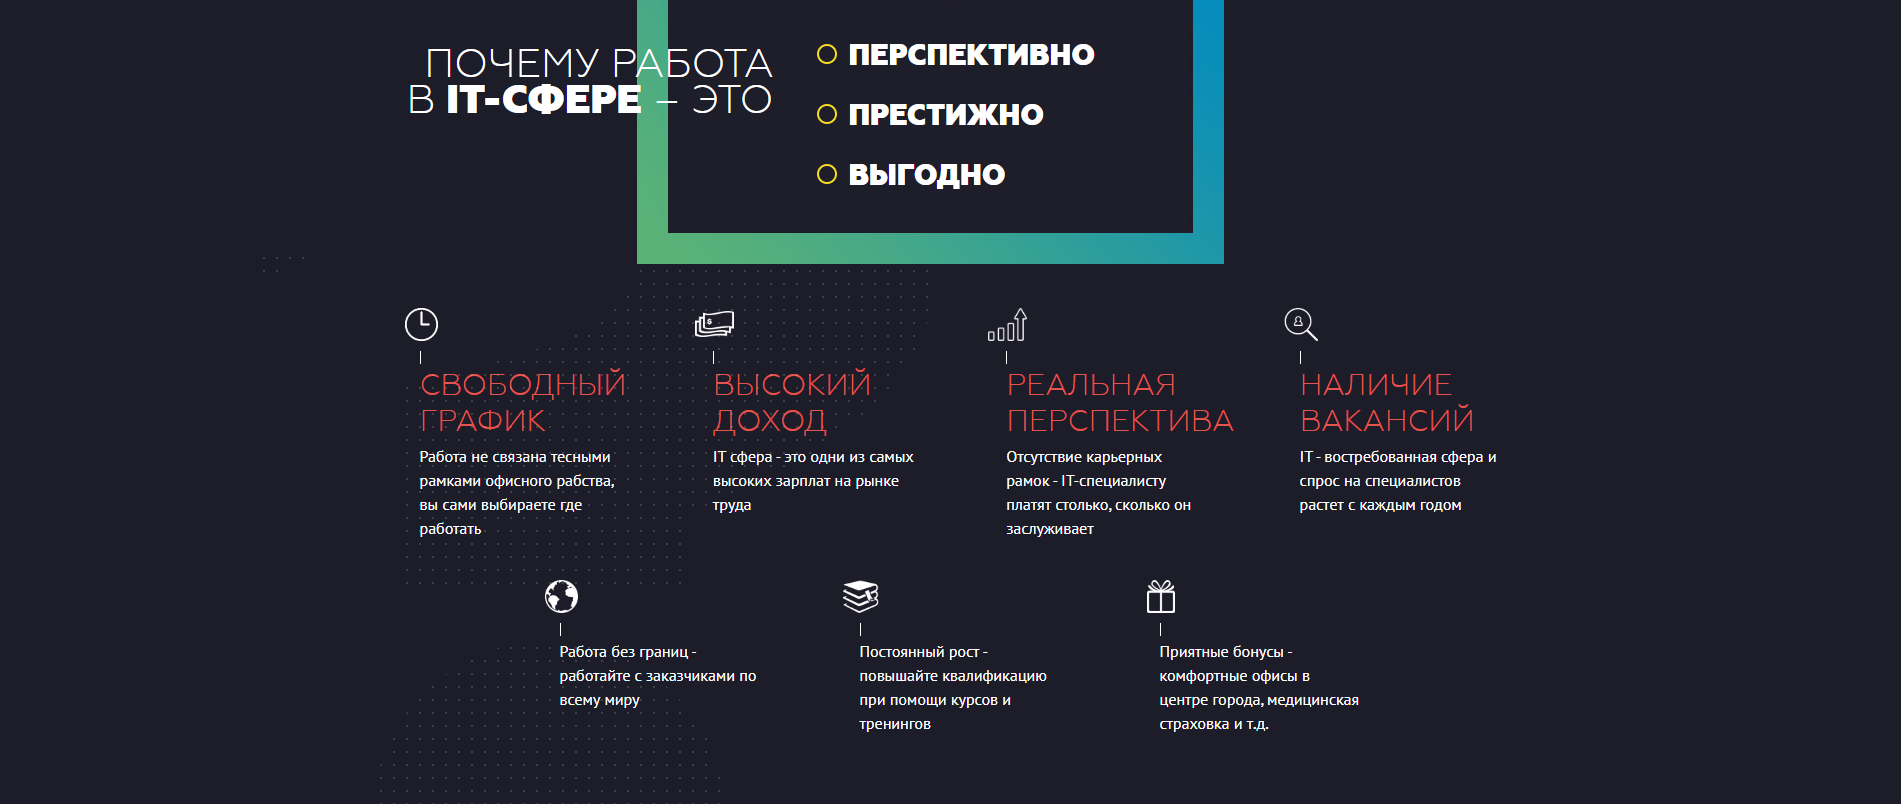 ПОЧЕМУ РАБОТА
В IT-СФЕРЕ – ЭТО
ПЕРСПЕКТИВНО
ПРЕСТИЖНО
ВЫГОДНО
СВОБОДНЫЙ
ГРАФИК
Работа не связана тесными
рамками офисного рабства,
вы сами выбираете где
работать
ВЫСОКИЙ
ДОХОД
IT сфера - это одни из самых
высоких зарплат на рынке
труда
РЕАЛЬНАЯ
ПЕРСПЕКТИВА
Отсутствие карьерных
рамок - IT-специалисту
платят столько, сколько он
заслуживает
НАЛИЧИЕ
ВАКАНСИЙ
IT - востребованная сфера и
спрос на специалистов
растет с каждым годом
Работа без границ -
работайте с заказчиками по
всему миру
Постоянный рост -
повышайте квалификацию
при помощи курсов и
тренингов
Приятные бонусы -
комфортные офисы в
центре города, медицинская
страховка и т.д.